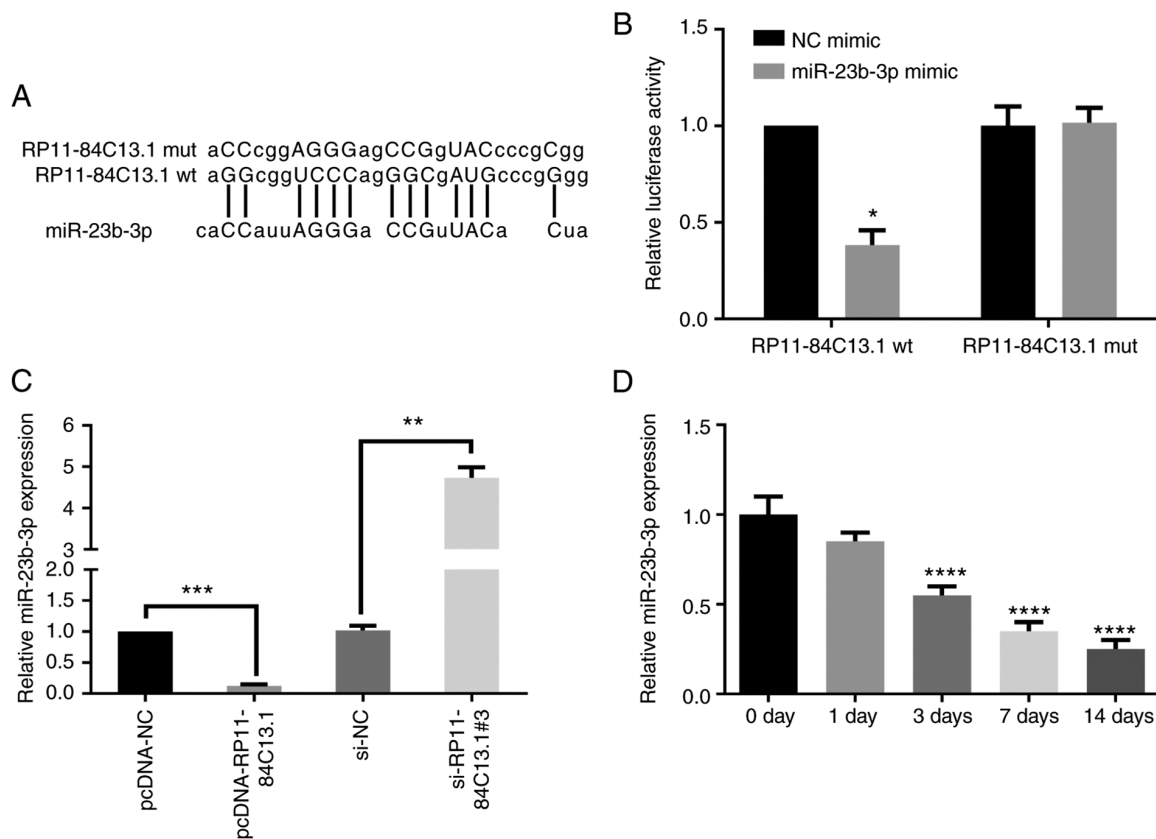 A
RP11-84C13.1 mut aCCcggAGGGagCCGgUACcccgCgg
RP11-84C13.1 wt aGGcggUCCCagGGCgAUGcccgGgg
miR-23b-3p caCCauuAGGGa CCGuUACa Cua
B
Relative luciferase activity
1.5
1.0
0.5
0.0
NC mimic
miR-23b-3p mimic
*
RP11-84C13.1 wt
RP11-84C13.1 mut
C
Relative miR-23b-3p expression
6
5
4
3
2.0
1.5
1.0
0.5
0.0
***
**
pcDNA-NC
pcDNA-RP11-
84C13.1
si-NC
si-RP11-
84C13.1#3
D
Relative miR-23b-3p expression
1.5
1.0
0.5
0.0
****
****
****
0 day
1 day
3 days
7 days
14 days